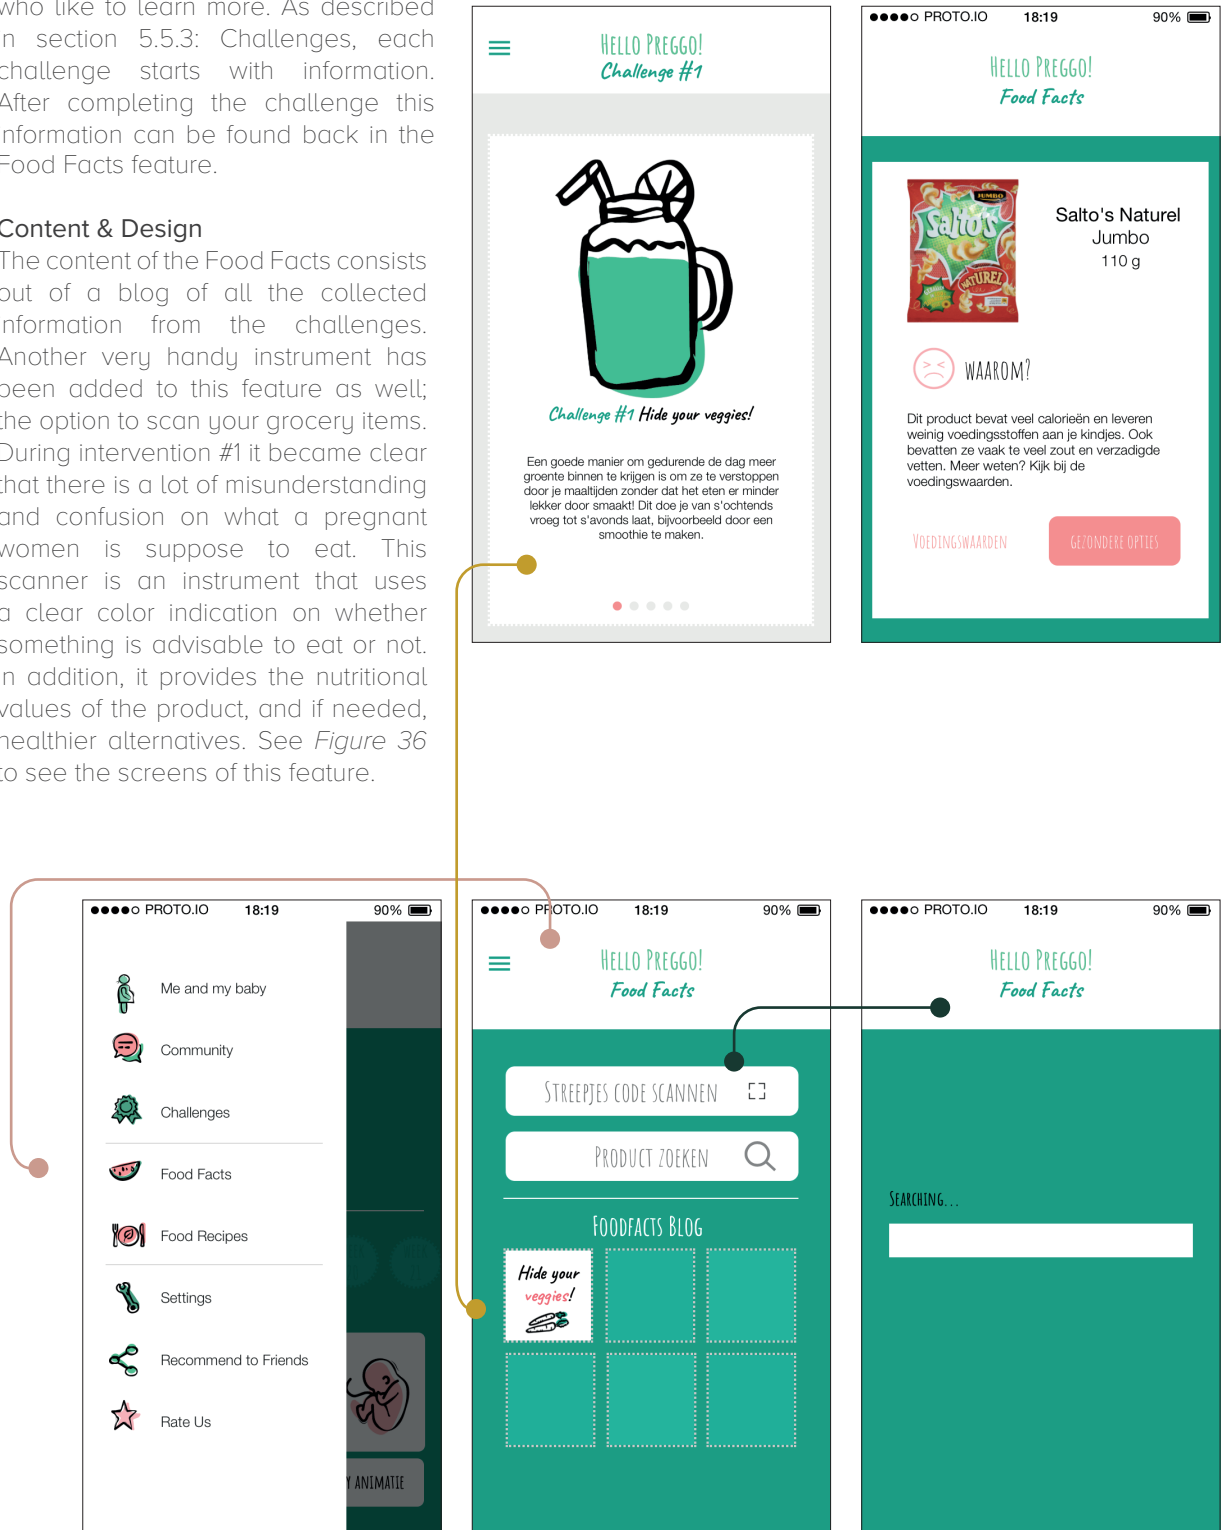 who like to learn more. As described
in section 5.5.3: Challenges, each
challenge starts with information.
After completing the challenge this
information can be found back in the
Food Facts feature.
Content & Design
The content of the Food Facts consists
out of a blog of all the collected
information from the challenges.
Another very handy instrument has
been added to this feature as well;
the option to scan your grocery items.
During intervention #1 it became clear
that there is a lot of misunderstanding
and confusion on what a pregnant
women is suppose to eat. This
scanner is an instrument that uses
a clear color indication on whether
something is advisable to eat or not.
In addition, it provides the nutritional
values of the product, and if needed,
healthier alternatives. See Figure 36
to see the screens of this feature.
Hello Preggo!
Challenge #1
Challenge #1 Hide your veggies!
Een goede manier om gedurende de dag meer
groente binnen te krijgen is om ze te verstoppen
door je maaltijden zonder dat het eten er minder
lekker door smaakt! Dit doe je van s'ochtends
vroeg tot s'avonds laat, bijvoorbeeld door een
smoothie te maken.
PROTO.IO 18:19 90%
Hello Preggo!
Food Facts
JUMBO
Salto's
NATUREL
Salto's Naturel
Jumbo
110 g
WAAROM?
Dit product bevat veel calorieën en leveren
weinig voedingsstoffen aan je kindjes. Ook
bevatten ze vaak te veel zout en verzadigde
vetten. Meer weten? Kijk bij de
voedingswaarden.
Voedingswaarden
GEZONDERE OPTIES
PROTO.IO 18:19 90%
Me and my baby
Community
Challenges
Food Facts
Food Recipes
Settings
Recommend to Friends
Rate Us
Y ANIMATIE
PROTO.IO 18:19 90%
Hello Preggo!
Food Facts
Streepjes code scannen
Product zoeken
Foodfacts Blog
Hide your
veggies!
PROTO.IO 18:19 90%
Hello Preggo!
Food Facts
Searching...